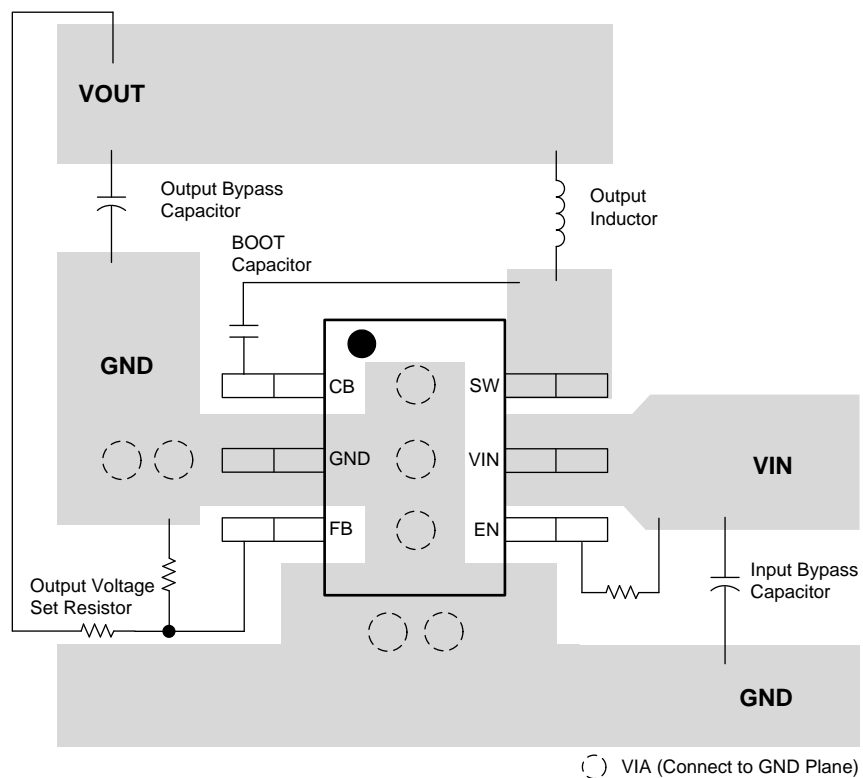 VOUT
Output Bypass
Capacitor
Output
Inductor
BOOT
Capacitor
GND
CB
SW
GND
VIN
VIN
FB
EN
Output Voltage
Set Resistor
Input Bypass
Capacitor
GND
VIA (Connect to GND Plane)